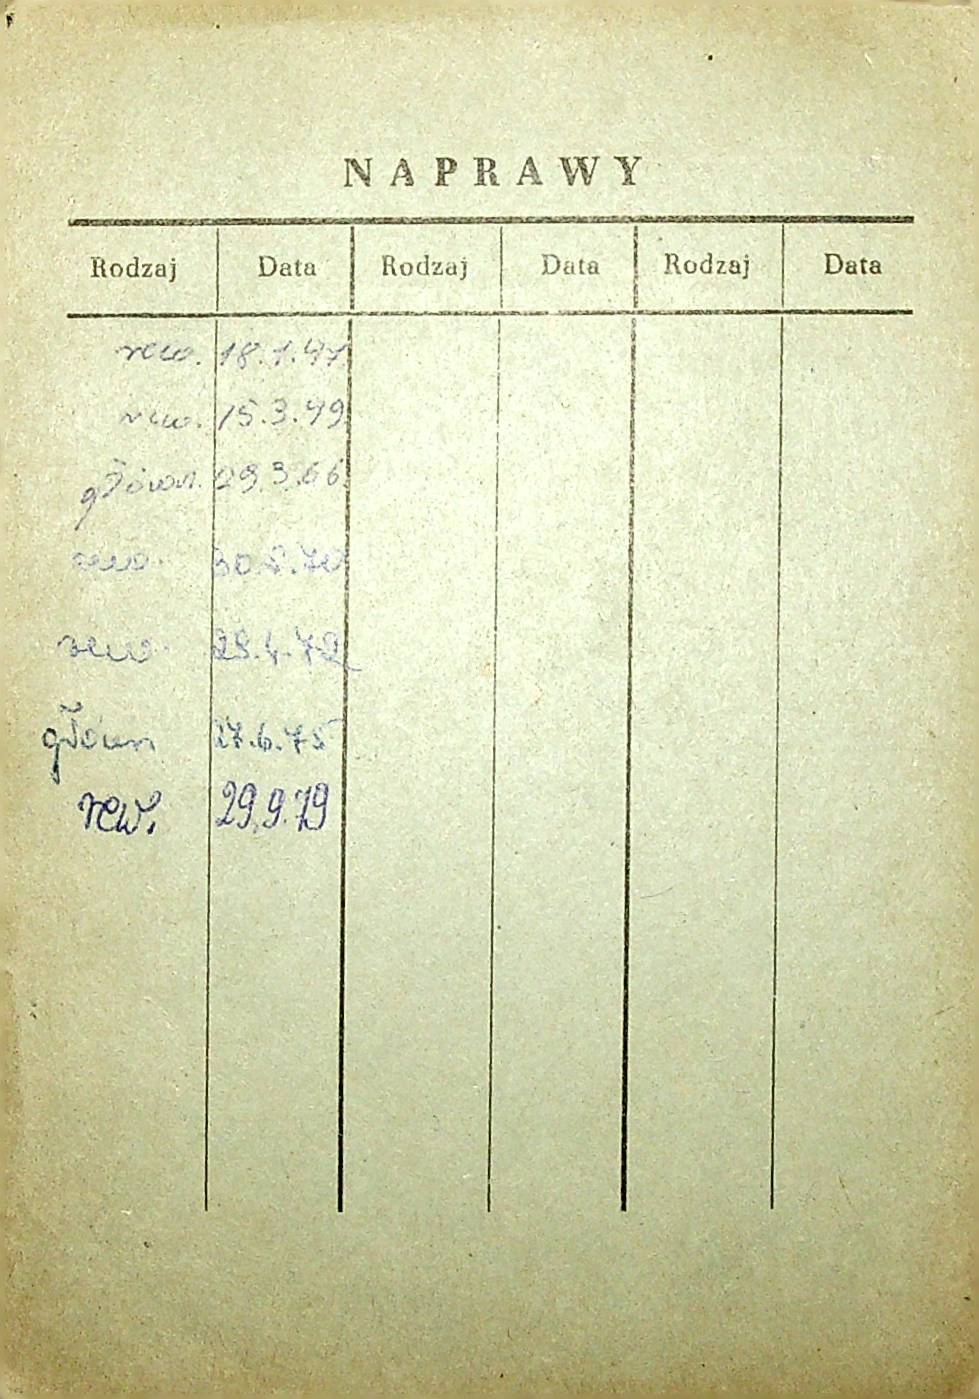 NAPRAWY
Rodzaj Data Rodzaj Data Rodzaj Data
rew. 18.1.47
rew. 15.3.49
główn. 29.3.66
rew. 30.8.70
rew. 28.4.72
główn 27.6.75
rew. 29.9.79